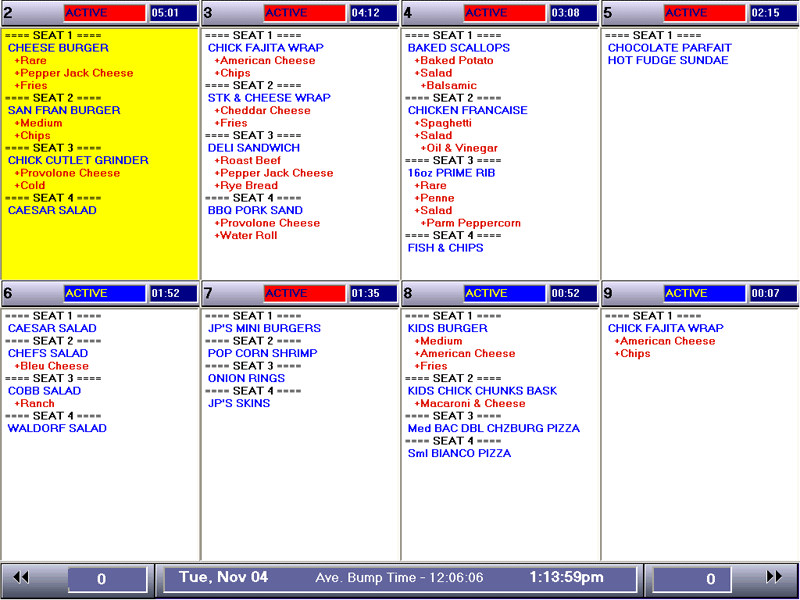 2 ACTIVE 05:01
==== SEAT 1 ====
CHEESE BURGER
+Rare
+Pepper Jack Cheese
+Fries
==== SEAT 2 ====
SAN FRAN BURGER
+Medium
+Chips
==== SEAT 3 ====
CHICK CUTLET GRINDER
+Provolone Cheese
+Cold
==== SEAT 4 ====
CAESAR SALAD
3 ACTIVE 04:12
==== SEAT 1 ====
CHICK FAJITA WRAP
+American Cheese
+Chips
==== SEAT 2 ====
STK & CHEESE WRAP
+Cheddar Cheese
+Fries
==== SEAT 3 ====
DELI SANDWICH
+Roast Beef
+Pepper Jack Cheese
+Rye Bread
==== SEAT 4 ====
BBQ PORK SAND
+Provolone Cheese
+Water Roll
4 ACTIVE 03:08
==== SEAT 1 ====
BAKED SCALLOPS
+Baked Potato
+Salad
+Balsamic
==== SEAT 2 ====
CHICKEN FRANCAISE
+Spaghetti
+Salad
+Oil & Vinegar
==== SEAT 3 ====
16oz PRIME RIB
+Rare
+Penne
+Salad
+Parm Peppercorn
==== SEAT 4 ====
FISH & CHIPS
5 ACTIVE 02:15
==== SEAT 1 ====
CHOCOLATE PARFAIT
HOT FUDGE SUNDAE
6 ACTIVE 01:52
==== SEAT 1 ====
CAESAR SALAD
==== SEAT 2 ====
CHEFS SALAD
+Bleu Cheese
==== SEAT 3 ====
COBB SALAD
+Ranch
==== SEAT 4 ====
WALDORF SALAD
7 ACTIVE 01:35
==== SEAT 1 ====
JP'S MINI BURGERS
==== SEAT 2 ====
POP CORN SHRIMP
==== SEAT 3 ====
ONION RINGS
==== SEAT 4 ====
JP'S SKINS
8 ACTIVE 00:52
==== SEAT 1 ====
KIDS BURGER
+Medium
+American Cheese
+Fries
==== SEAT 2 ====
KIDS CHICK CHUNKS BASK
+Macaroni & Cheese
==== SEAT 3 ====
Med BAC DBL CHZBURG PIZZA
==== SEAT 4 ====
Sml BIANCO PIZZA
9 ACTIVE 00:07
==== SEAT 1 ====
CHICK FAJITA WRAP
+American Cheese
+Chips
0 Tue, Nov 04 Ave. Bump Time - 12:06:06 1:13:59pm 0